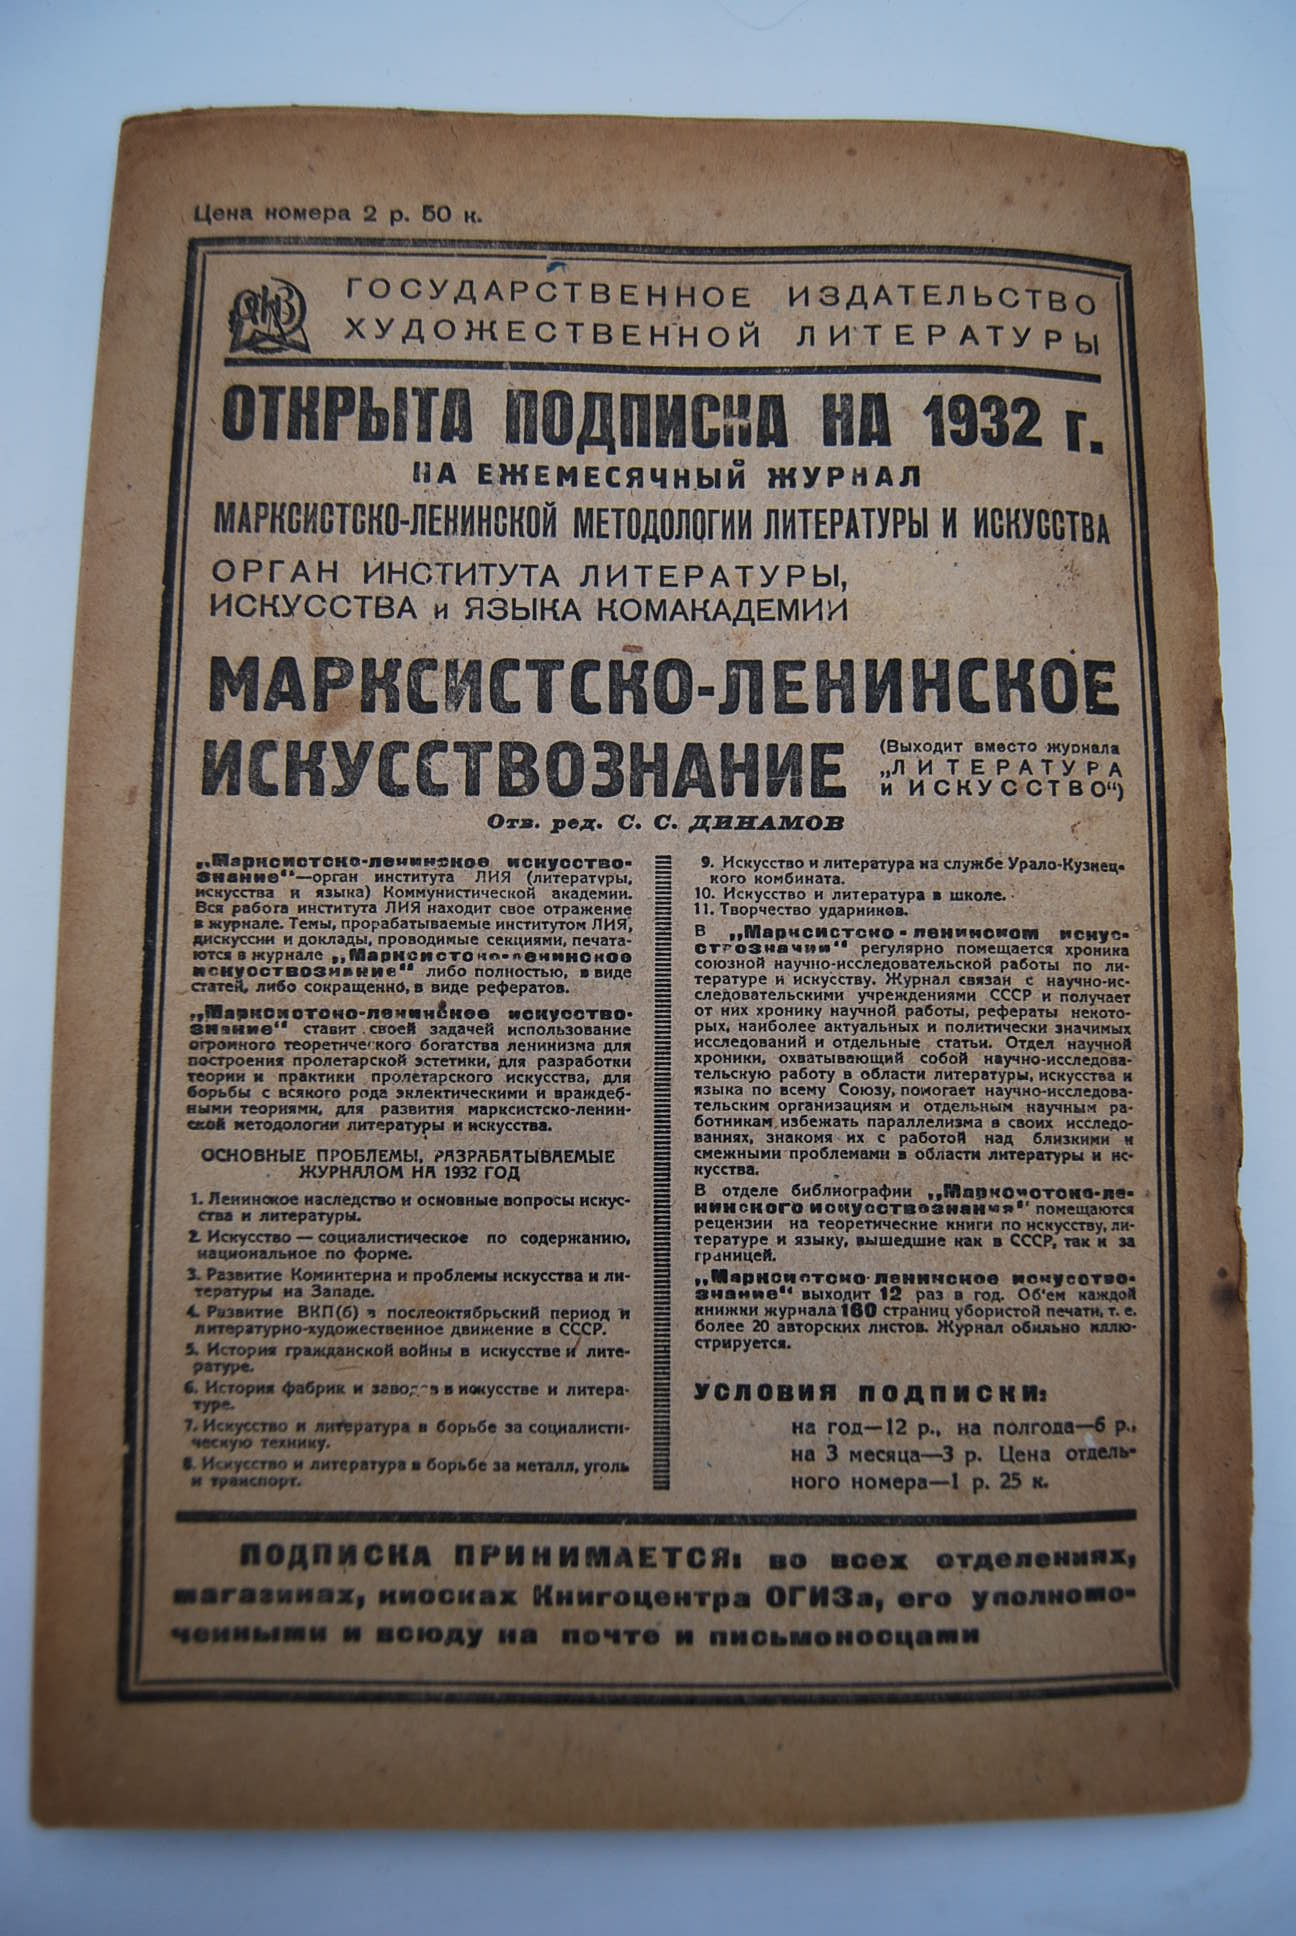 Цена номера 2 р. 50 к.
ГОСУДАРСТВЕННОЕ ИЗДАТЕЛЬСТВО
ХУДОЖЕСТВЕННОЙ ЛИТЕРАТУРЫ
ОТКРЫТА ПОДПИСКА НА 1932 г.
НА ЕЖЕМЕСЯЧНЫЙ ЖУРНАЛ
МАРКСИСТСКО-ЛЕНИНСКОЙ МЕТОДОЛОГИИ ЛИТЕРАТУРЫ И ИСКУССТВА
ОРГАН ИНСТИТУТА ЛИТЕРАТУРЫ,
ИСКУССТВА и ЯЗЫКА КОМАКАДЕМИИ
МАРКСИСТСКО-ЛЕНИНСКОЕ
ИСКУССТВОЗНАНИЕ
(Выходит вместо журнала
„ЛИТЕРАТУРА
и ИСКУССТВО“)
Отв. ред. С. С. ДИНАМОВ
„Марксистско-ленинское искусство-
знание“—орган института ЛИЯ (литературы,
искусства и языка) Коммунистической академии.
Вся работа института ЛИЯ находит свое отражение
в журнале. Темы, прорабатываемые институтом ЛИЯ,
дискуссии и доклады, проводимые секциями, печата-
ются в журнале „Марксистско-ленинское
искусствознание“ либо полностью, в виде
статей, либо сокращенно, в виде рефератов.
„Марксистско-ленинское искусство-
знание“ ставит своей задачей использование
огромного теоретического богатства ленинизма для
построения пролетарской эстетики, для разработки
теории и практики пролетарского искусства, для
борьбы с всякого рода эклектическими и враждеб-
ными теориями, для развития марксистско-ленин-
ской методологии литературы и искусства.
ОСНОВНЫЕ ПРОБЛЕМЫ, РАЗРАБАТЫВАЕМЫЕ
ЖУРНАЛОМ НА 1932 ГОД
1. Ленинское наследство и основные вопросы искус-
ства и литературы.
2. Искусство — социалистическое по содержанию,
национальное по форме.
3. Развитие Коминтерна и проблемы искусства и ли-
тературы на Западе.
4. Развитие ВКП(б) в послеоктябрьский период и
литературно-художественное движение в СССР.
5. История гражданской войны в искусстве и лите-
ратуре.
6. История фабрик и заводов в искусстве и литера-
туре.
7. Искусство и литература в борьбе за социалисти-
ческую технику.
8. Искусство и литература в борьбе за металл, уголь
и транспорт.
9. Искусство и литература на службе Урало-Кузнец-
кого комбината.
10. Искусство и литература в школе.
11. Творчество ударников.
В „Марксистско-ленинском искус-
ствознании“ регулярно помещается хроника
союзной научно-исследовательской работы по ли-
тературе и искусству. Журнал связан с научно-ис-
следовательскими учреждениями СССР и получает
от них хронику научной работы, рефераты некото-
рых, наиболее актуальных и политически значимых
исследований и отдельные статьи. Отдел научной
хроники, охватывающий собой научно-исследова-
тельскую работу в области литературы, искусства и
языка по всему Союзу, помогает научно-исследова-
тельским организациям и отдельным научным ра-
ботникам избежать параллелизма в своих исследо-
ваниях, знакомя их с работой над близкими и
смежными проблемами в области литературы и ис-
кусства.
В отделе библиографии „Марксистско-ле-
нинского искусствознания“ помещаются
рецензии на теоретические книги по искусству, ли-
тературе и языку, вышедшие как в СССР, так и за
границей.
„Марксистско-ленинское искусство-
знание“ выходит 12 раз в год. Об'ем каждой
книжки журнала 160 страниц убористой печати, т. е.
более 20 авторских листов. Журнал обильно иллю-
стрируется.
УСЛОВИЯ ПОДПИСКИ:
на год—12 р., на полгода—6 р.,
на 3 месяца—3 р. Цена отдель-
ного номера—1 р. 25 к.
ПОДПИСКА ПРИНИМАЕТСЯ: во всех отделениях,
магазинах, киосках Книгоцентра ОГИЗа, его уполномо-
ченными и всюду на почте и письмоносцами